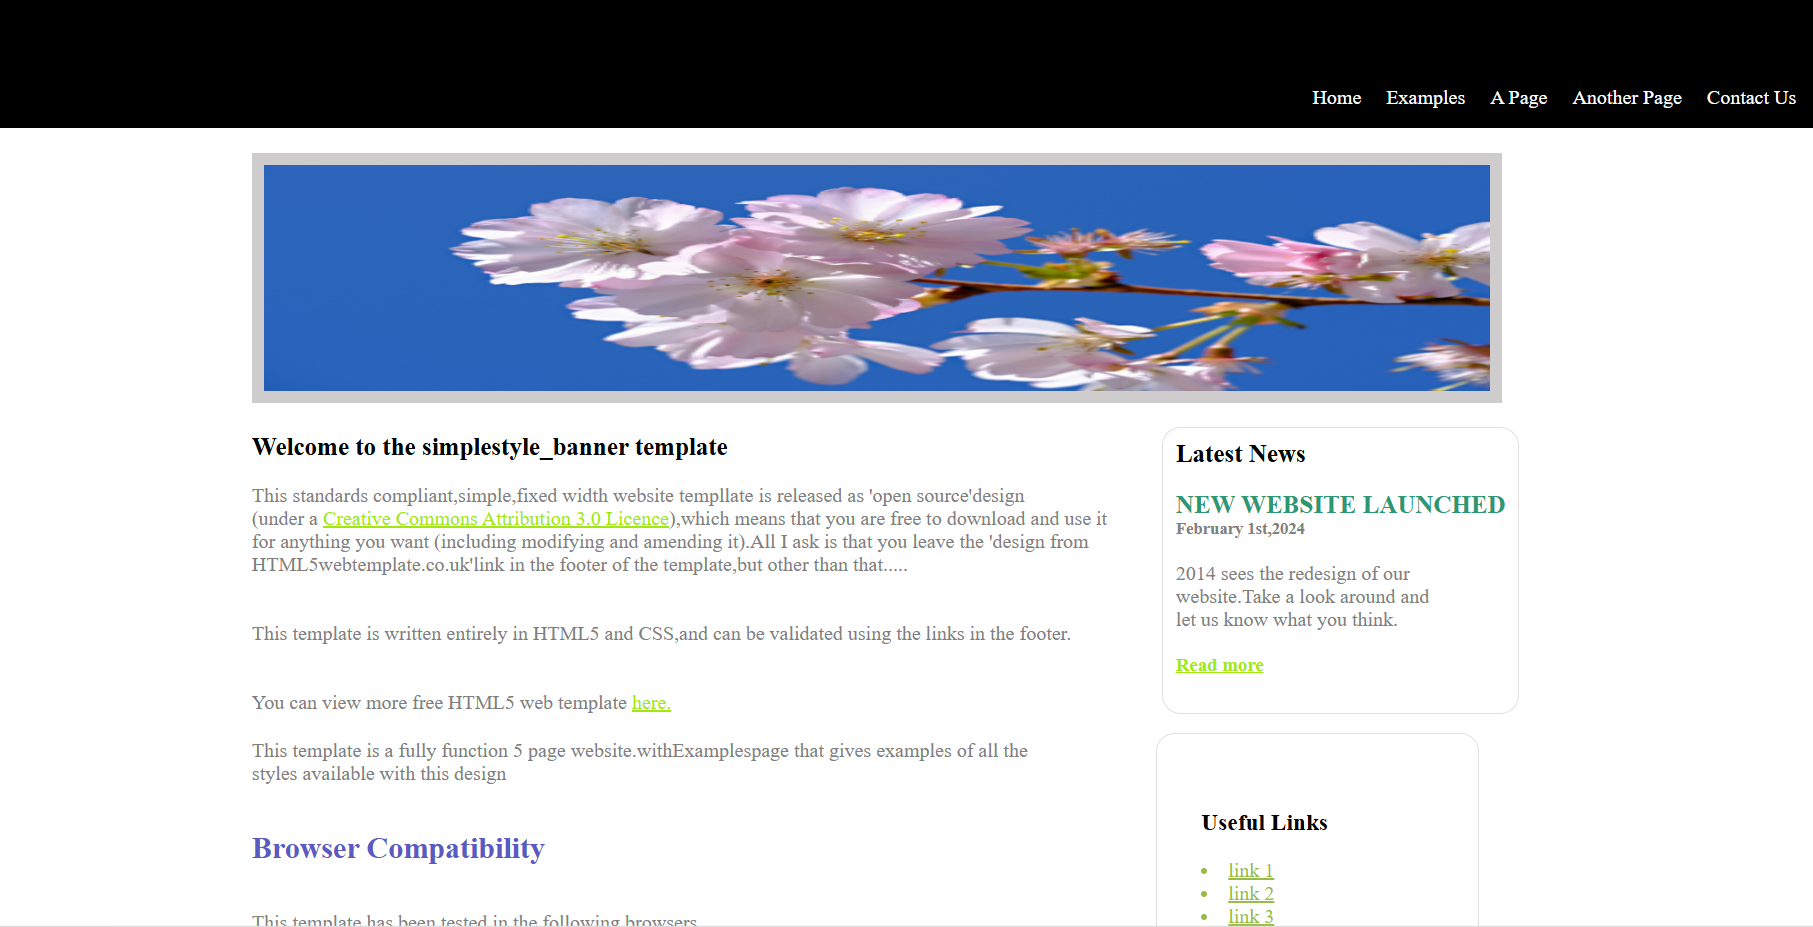 Home Examples A Page Another Page Contact Us
Welcome to the simplestyle_banner template
This standards compliant,simple,fixed width website templlate is released as 'open source'design
(under a Creative Commons Attribution 3.0 Licence),which means that you are free to download and use it
for anything you want (including modifying and amending it).All I ask is that you leave the 'design from
HTML5webtemplate.co.uk'link in the footer of the template,but other than that.....
This template is written entirely in HTML5 and CSS,and can be validated using the links in the footer.
You can view more free HTML5 web template here.
This template is a fully function 5 page website.withExamplespage that gives examples of all the
styles available with this design
Browser Compatibility
This template has been tested in the following browsers
Latest News
NEW WEBSITE LAUNCHED
February 1st,2024
2014 sees the redesign of our
website.Take a look around and
let us know what you think.
Read more
Useful Links
link 1
link 2
link 3